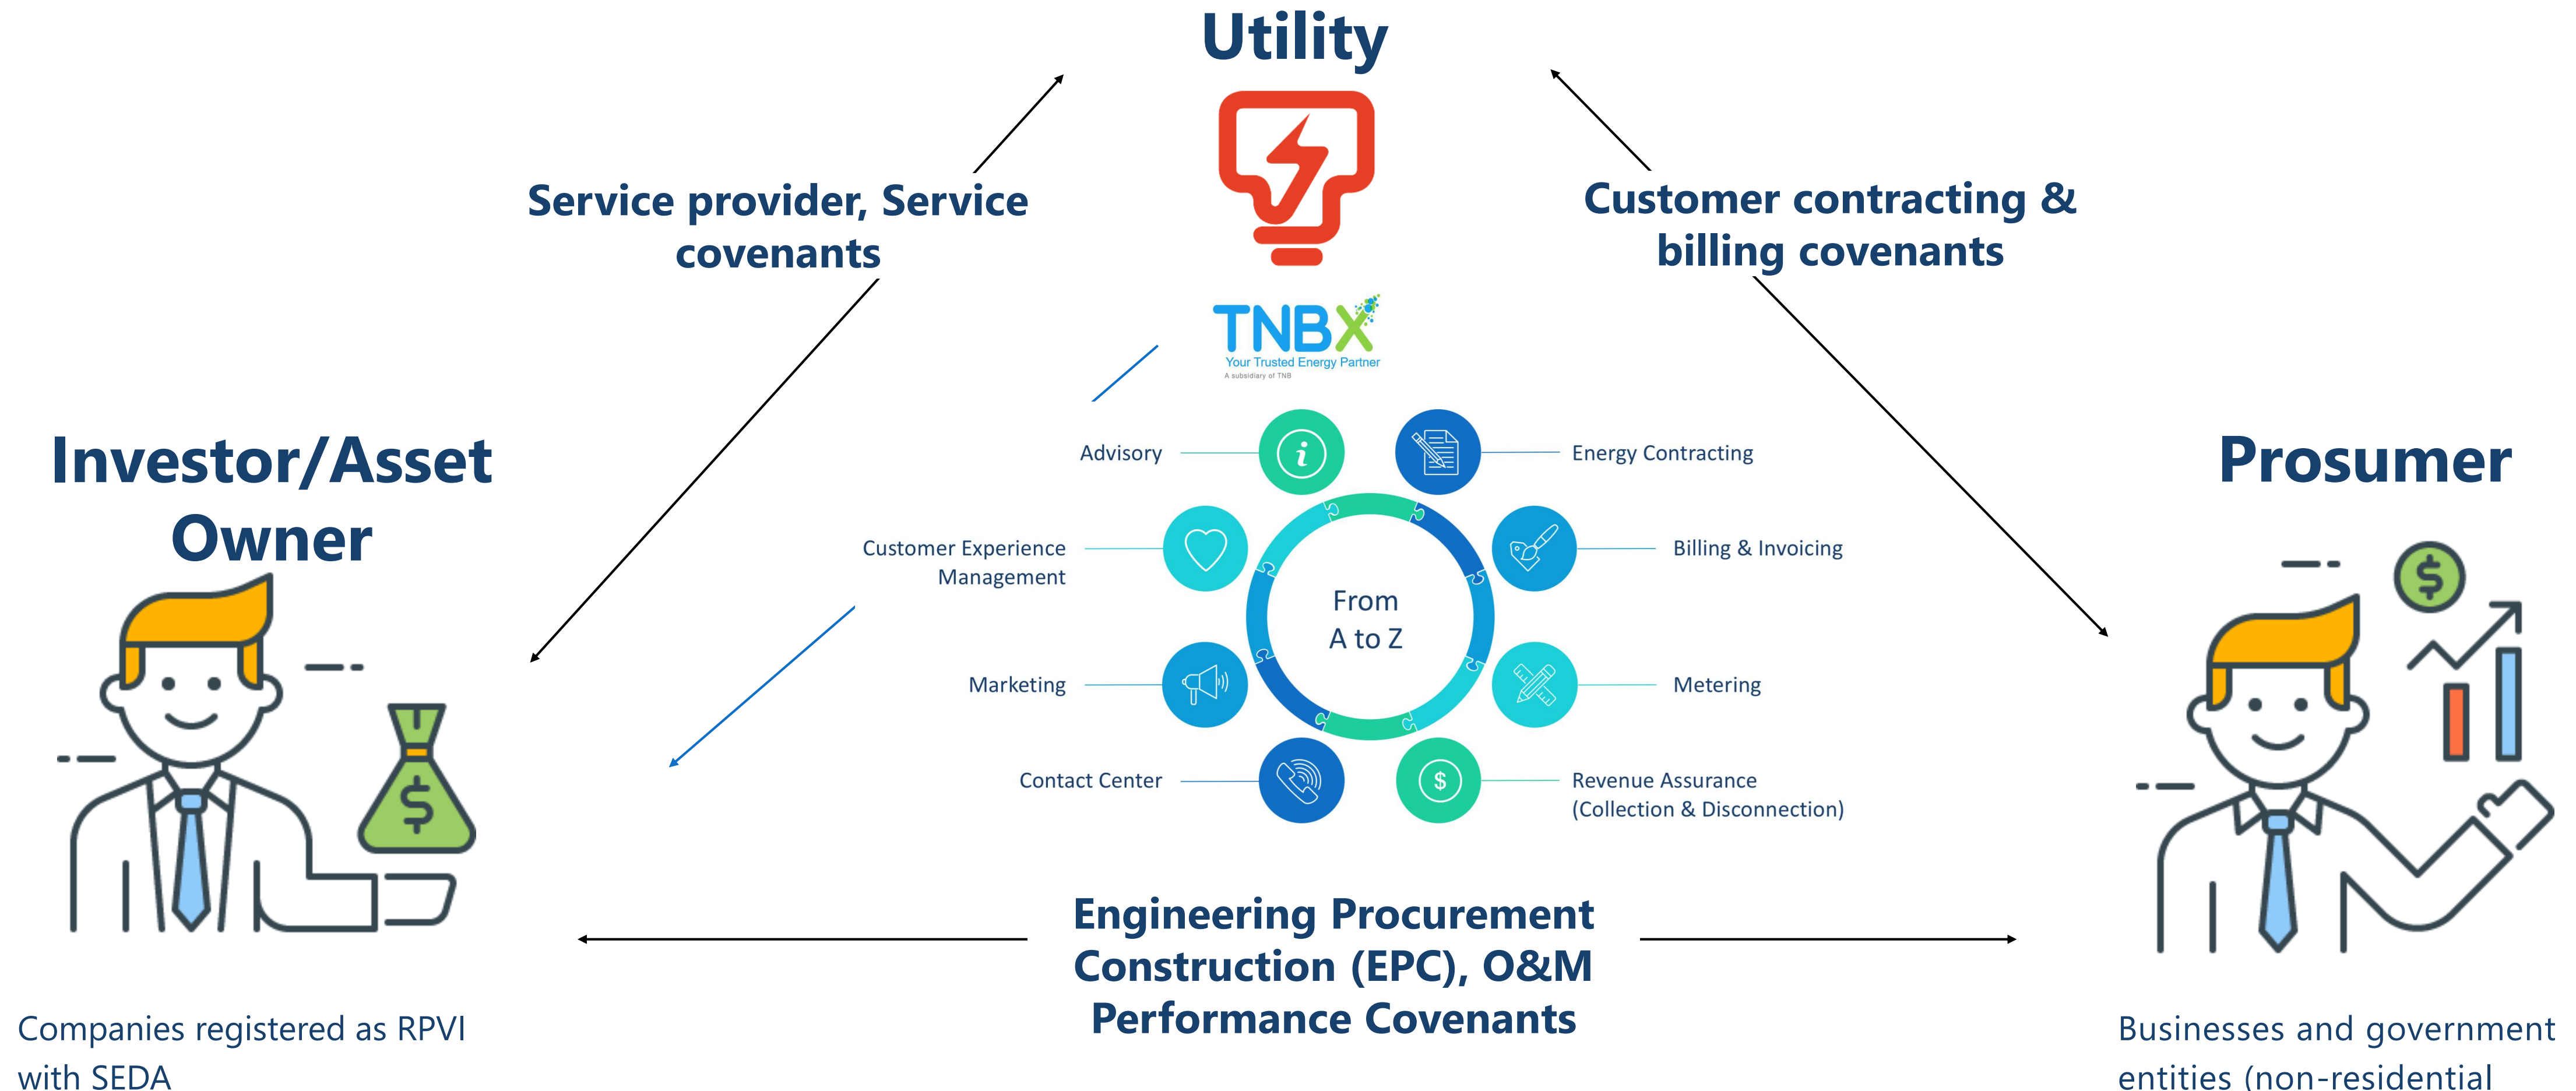 Utility
Service provider, Service
covenants
Customer contracting &
billing covenants
TNBX
Your Trusted Energy Partner
A subsidiary of TNB
Investor/Asset
Owner
Prosumer
Advisory
Energy Contracting
Customer Experience
Management
Billing & Invoicing
From
A to Z
Marketing
Metering
Contact Center
Revenue Assurance
(Collection & Disconnection)
$
$
$
Engineering Procurement
Construction (EPC), O&M
Performance Covenants
Companies registered as RPVI
with SEDA
Businesses and government
entities (non-residential